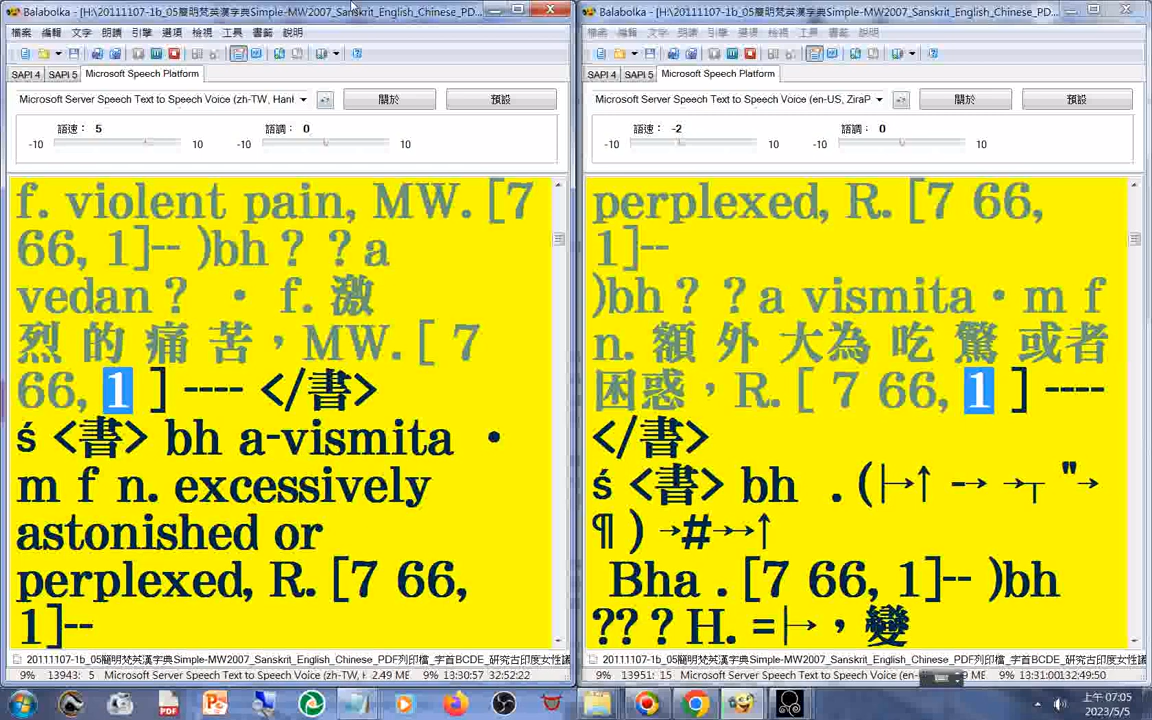 Balabolka - [H:\20111107-1b_05簡明梵英漢字典Simple-MW2007_Sanskrit_English_Chinese_PD...
檔案 編輯 文字 朗讀 引擎 選項 檢視 工具 書籤 說明
SAPI 4 SAPI 5 Microsoft Speech Platform
Microsoft Server Speech Text to Speech Voice (zh-TW, Hanl
關於 預設
語速: 5 語調: 0
-10 10 -10 10
f. violent pain, MW. [7
66, 1]-- )bh ? ? a
vedan ? • f. 激
烈 的 痛 苦，MW. [ 7
66, 1 ] ---- </書>
ś <書> bh a-vismita •
m f n. excessively
astonished or
perplexed, R. [7 66,
1]--
20111107-1b_05簡明梵英漢字典Simple-MW2007_Sanskrit_English_Chinese_PDF列印檔_字首BCDE_研究古印度女性議
9% 13943: 5 Microsoft Server Speech Text to Speech Voice (zh-TW, H 2.49 ME 9% 13:30:57 32:52:22
Balabolka - [H:\20111107-1b_05簡明梵英漢字典Simple-MW2007_Sanskrit_English_Chinese_PD...
檔案 編輯 文字 朗讀 引擎 選項 檢視 工具 書籤 說明
SAPI 4 SAPI 5 Microsoft Speech Platform
Microsoft Server Speech Text to Speech Voice (en-US, ZiraP
關於 預設
語速: -2 語調: 0
-10 10 -10 10
perplexed, R. [7 66,
1]--
)bh ? ? a vismita • m f
n. 額 外 大為 吃 驚 或者
困惑，R. [ 7 66, 1 ] ----
</書>
ś <書> bh . (├→↑ -→ →┬ "→
¶ ) →#→→↑
Bha . [7 66, 1]-- )bh
?? ? H. =├→，變
20111107-1b_05簡明梵英漢字典Simple-MW2007_Sanskrit_English_Chinese_PDF列印檔_字首BCDE_研究古印度女性議
9% 13951: 15 Microsoft Server Speech Text to Speech Voice (en- 9 ME 9% 13:31:00 132:49:50
上午 07:05
2023/5/5